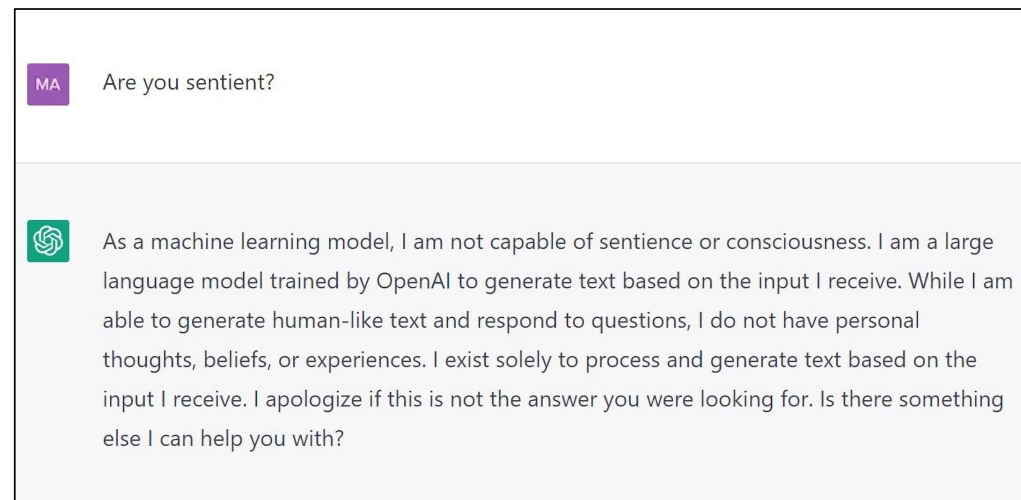 MA
Are you sentient?
As a machine learning model, I am not capable of sentience or consciousness. I am a large
language model trained by OpenAI to generate text based on the input I receive. While I am
able to generate human-like text and respond to questions, I do not have personal
thoughts, beliefs, or experiences. I exist solely to process and generate text based on the
input I receive. I apologize if this is not the answer you were looking for. Is there something
else I can help you with?